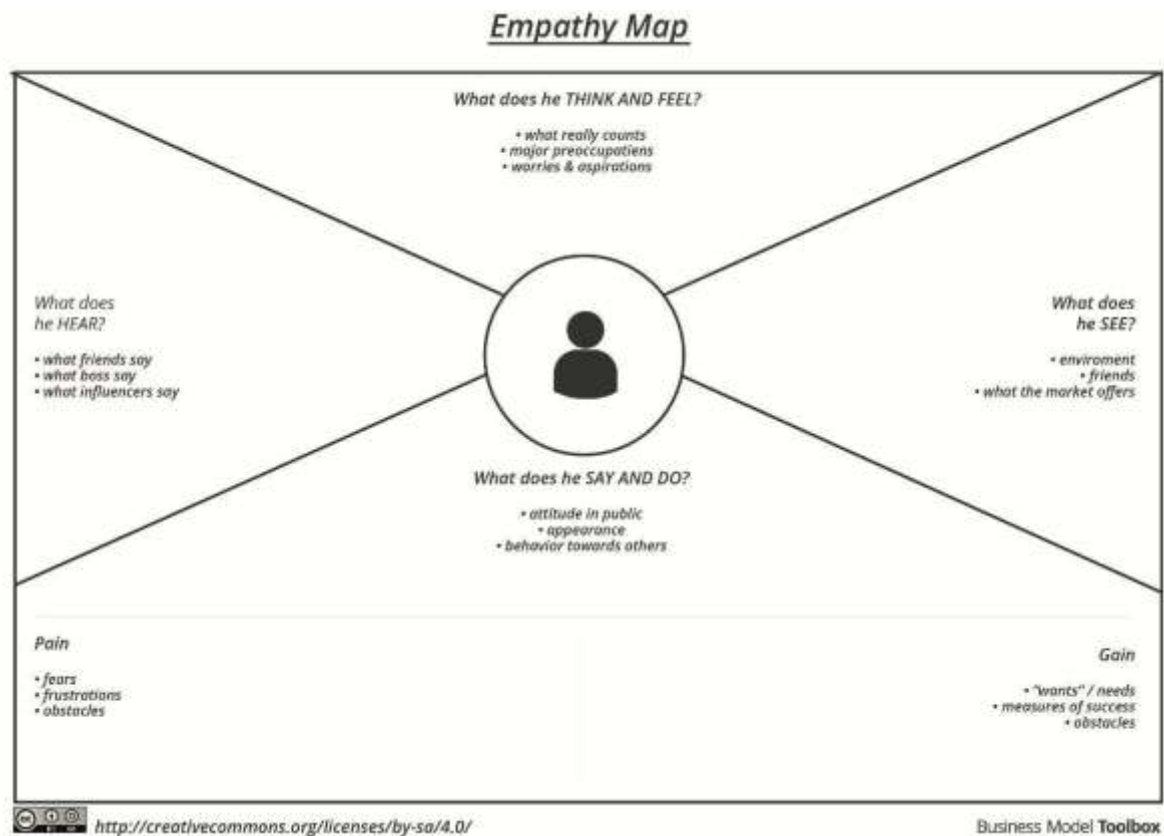 Empathy Map
What does he THINK AND FEEL?
• what really counts
• major preoccupatiens
• worries & aspirations
What does
he HEAR?
• what friends say
• what boss say
• what influencers say
What does
he SEE?
• enviroment
• friends
• what the market offers
What does he SAY AND DO?
• attitude in public
• appearance
• behavior towards others
Pain
• fears
• frustrations
• obstacles
Gain
• "wants" / needs
• measures of success
• obstacles
http://creativecommons.org/licenses/by-sa/4.0/
Business Model Toolbox